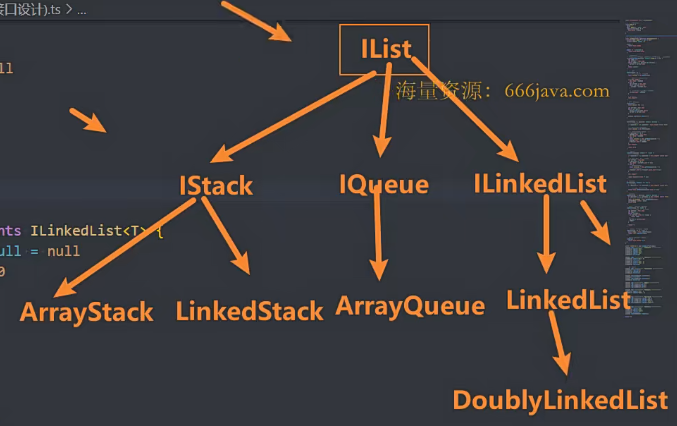 接口设计).ts > ...
IList
ll
海量资源：666java.com
IStack
IQueue
ILinkedList
nts ILinkedList<T> {
ull = null
0
ArrayStack
LinkedStack
ArrayQueue
LinkedList
DoublyLinkedList